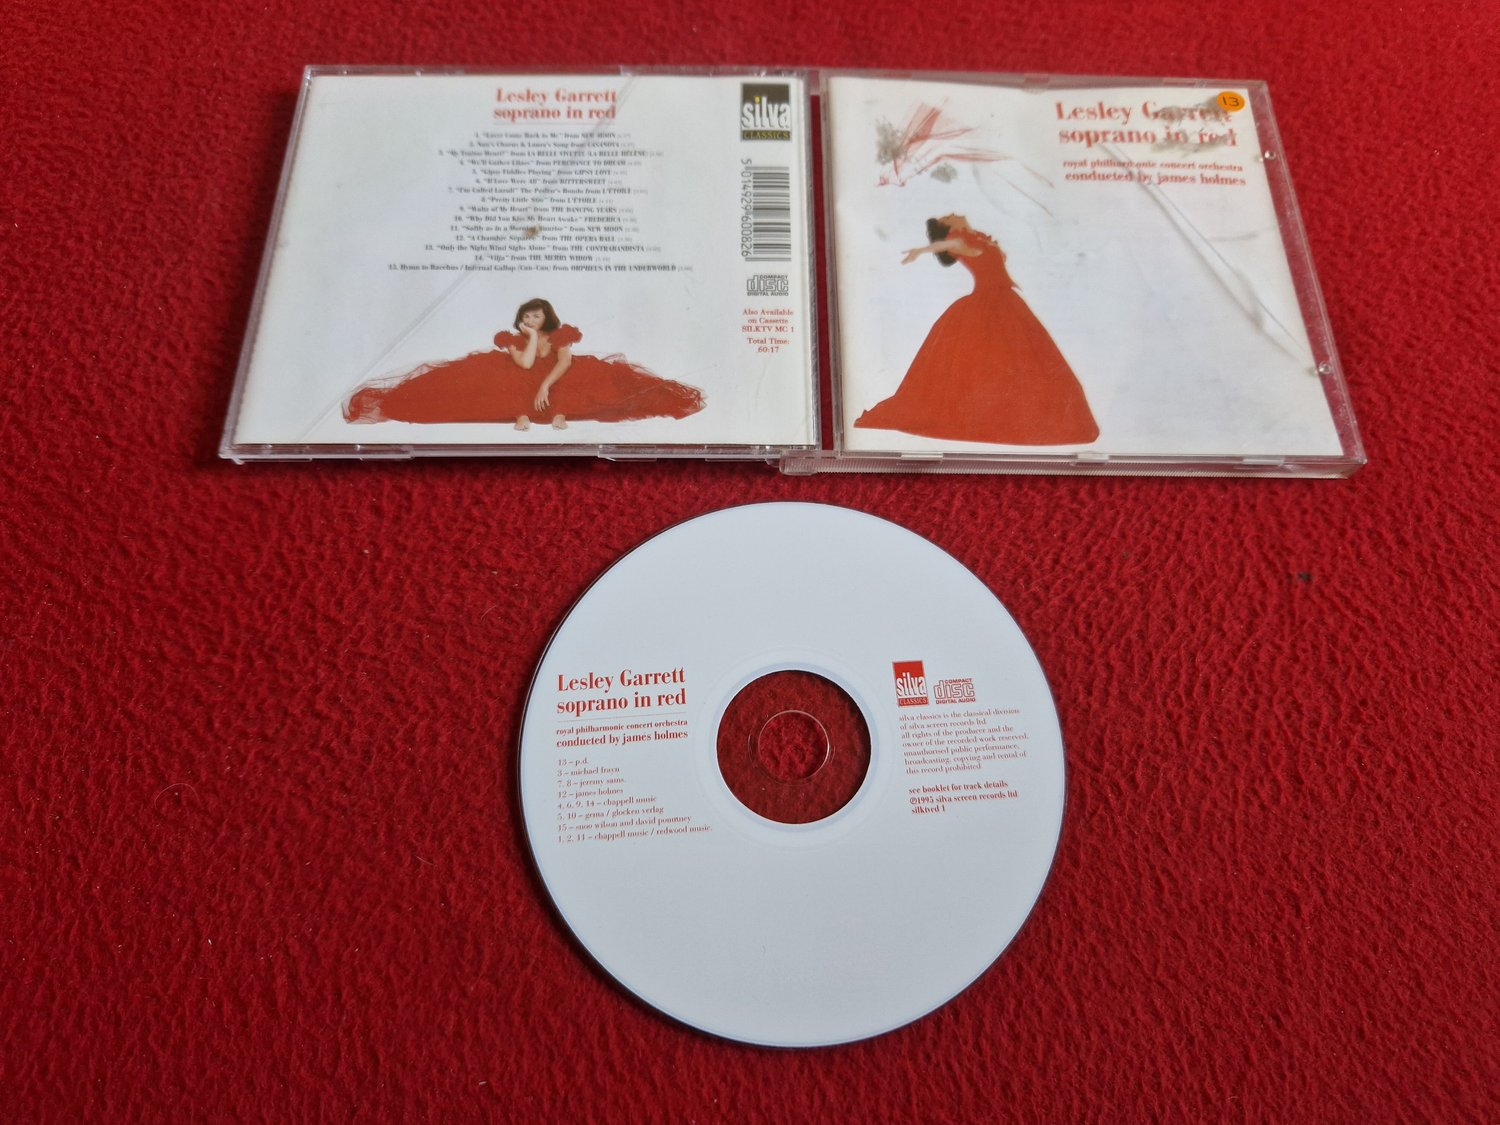 Lesley Garrett
soprano in red
1. "Lover Come Back to Me" from NEW MOON
2. Nun's Chorus & Laura's Song from CASANOVA
3. "My Tearose Heart?" from LA BELLE VIVETTE (LA BELLE HÉLÈNE)
4. "We'll Gather Lilacs" from PERCHANCE TO DREAM
5. "Gipsy Fiddles Playing" from GIPSY LOVE
6. "If Love Were All" from BITTERSWEET
7. "I'm Called Lazuli" The Pedlar's Rondo from L'ÉTOILE
8. "Pretty Little Star" from L'ÉTOILE
9. "Waltz of My Heart" from THE DANCING YEARS
10. "Why Did You Kiss My Heart Awake" FREDERICA
11. "Softly as in a Morning Sunrise" from NEW MOON
12. "A Chambre Separée" from THE OPERA BALL
13. "Only the Night Wind Sighs Alone" from THE CONTRABANDISTA
14. "Vilja" from THE MERRY WIDOW
15. Hymn to Bacchus / Infernal Gallop (Can-Can) from ORPHEUS IN THE UNDERWORLD
silva
CLASSICS
5 014929 600826
COMPACT
disc
DIGITAL AUDIO
Also Available
on Cassette
SILKTV MC 1
Total Time:
60:17
13
Lesley Garrett
soprano in red
royal philharmonic concert orchestra
conducted by james holmes
Lesley Garrett
soprano in red
royal philharmonic concert orchestra
conducted by james holmes
13 – p.d.
3 – michael frayn
7, 8 – jeremy sams.
12 – james holmes
4, 6, 9, 14 – chappell music
5, 10 – grana / glocken verlag
15 – snoo wilson and david pountney
1, 2, 11 – chappell music / redwood music.
silva
CLASSICS
COMPACT
disc
DIGITAL AUDIO
silva classics is the classical division
of silva screen records ltd
all rights of the producer and the
owner of the recorded work reserved,
unauthorised public performance,
broadcasting, copying and rental of
this record prohibited
see booklet for track details
℗1995 silva screen records ltd
silktvcd 1